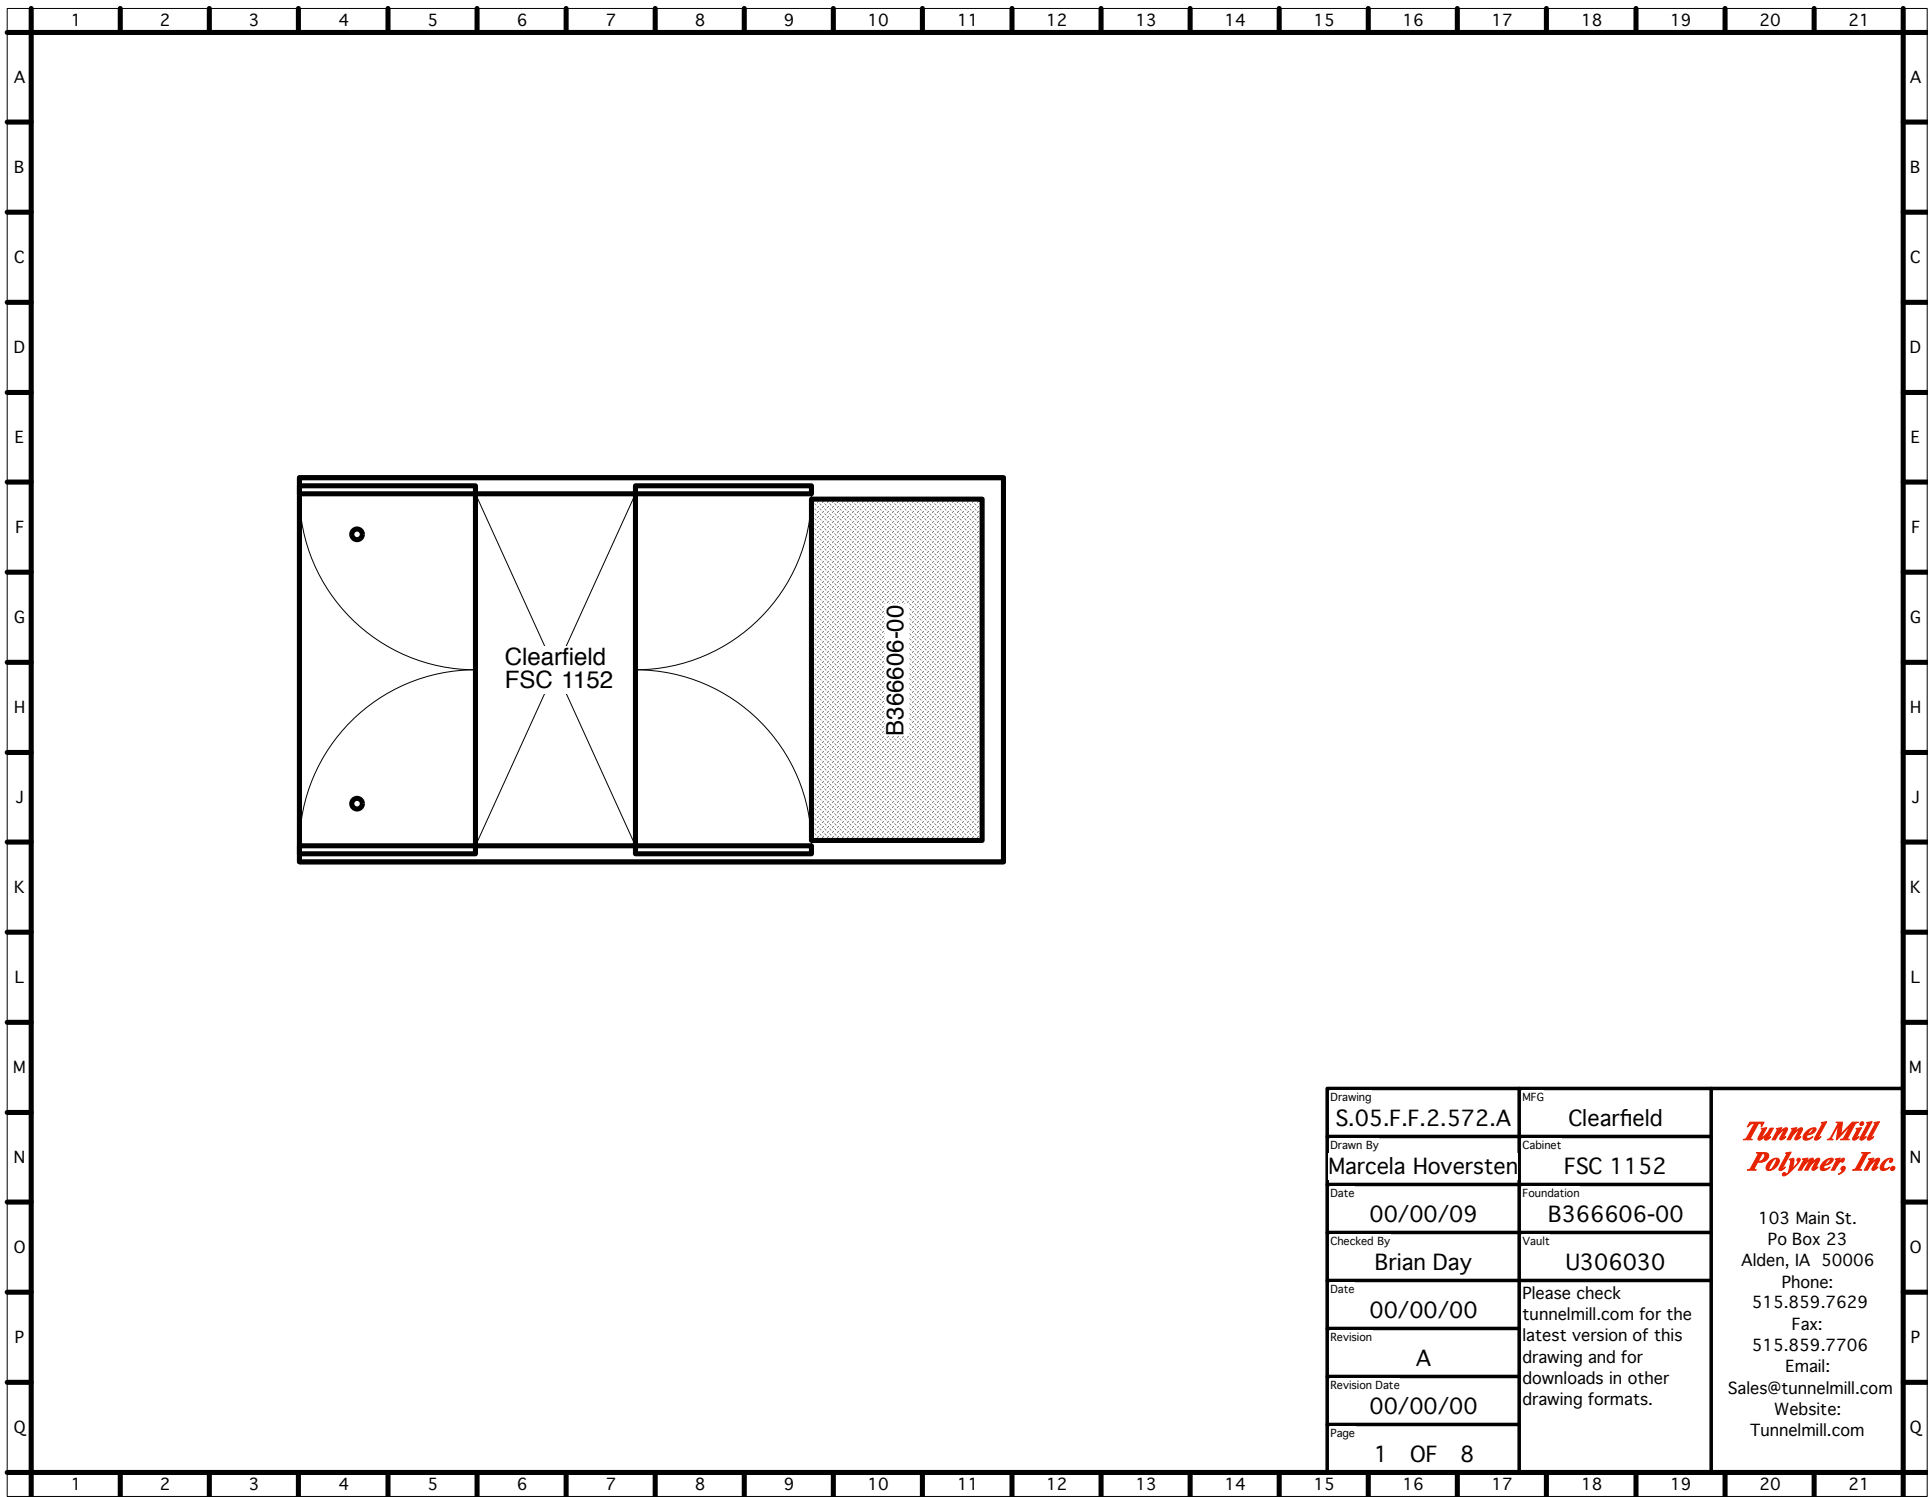 1 2 3 4 5 6 7 8 9 10 11 12 13 14 15 16 17 18 19 20 21
A A
B B
C C
D D
E E
F F
G G
H H
J J
K K
L L
M M
N N
O O
P P
Q Q
Clearfield
FSC 1152
B366606-00
Drawing
S.05.F.F.2.572.A
MFG
Clearfield
Drawn By
Marcela Hoversten
Cabinet
FSC 1152
Date
00/00/09
Foundation
B366606-00
Checked By
Brian Day
Vault
U306030
Date
00/00/00
Revision
A
Revision Date
00/00/00
Page
1 OF 8
Please check
tunnelmill.com for the
latest version of this
drawing and for
downloads in other
drawing formats.
Tunnel Mill
Polymer, Inc.
103 Main St.
Po Box 23
Alden, IA 50006
Phone:
515.859.7629
Fax:
515.859.7706
Email:
Sales@tunnelmill.com
Website:
Tunnelmill.com
1 2 3 4 5 6 7 8 9 10 11 12 13 14 15 16 17 18 19 20 21